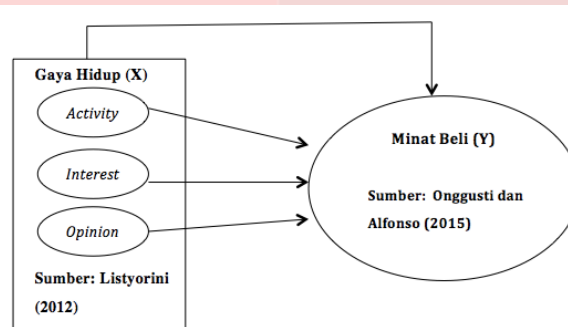 Gaya Hidup (X)
Activity
Interest
Opinion
Sumber: Listyorini
(2012)
Minat Beli (Y)
Sumber: Onggusti dan
Alfonso (2015)